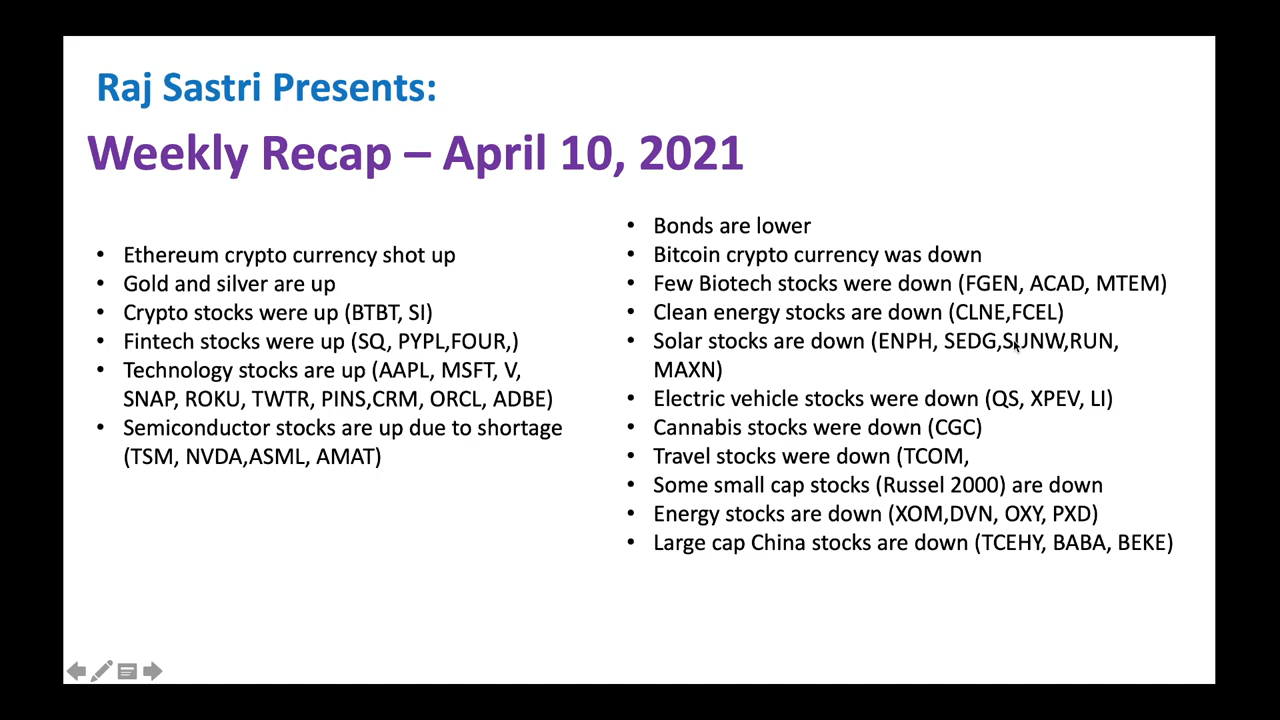 Raj Sastri Presents:
Weekly Recap – April 10, 2021
• Ethereum crypto currency shot up
• Gold and silver are up
• Crypto stocks were up (BTBT, SI)
• Fintech stocks were up (SQ, PYPL,FOUR,)
• Technology stocks are up (AAPL, MSFT, V,
SNAP, ROKU, TWTR, PINS,CRM, ORCL, ADBE)
• Semiconductor stocks are up due to shortage
(TSM, NVDA,ASML, AMAT)
• Bonds are lower
• Bitcoin crypto currency was down
• Few Biotech stocks were down (FGEN, ACAD, MTEM)
• Clean energy stocks are down (CLNE,FCEL)
• Solar stocks are down (ENPH, SEDG,SUNW,RUN,
MAXN)
• Electric vehicle stocks were down (QS, XPEV, LI)
• Cannabis stocks were down (CGC)
• Travel stocks were down (TCOM,
• Some small cap stocks (Russel 2000) are down
• Energy stocks are down (XOM,DVN, OXY, PXD)
• Large cap China stocks are down (TCEHY, BABA, BEKE)